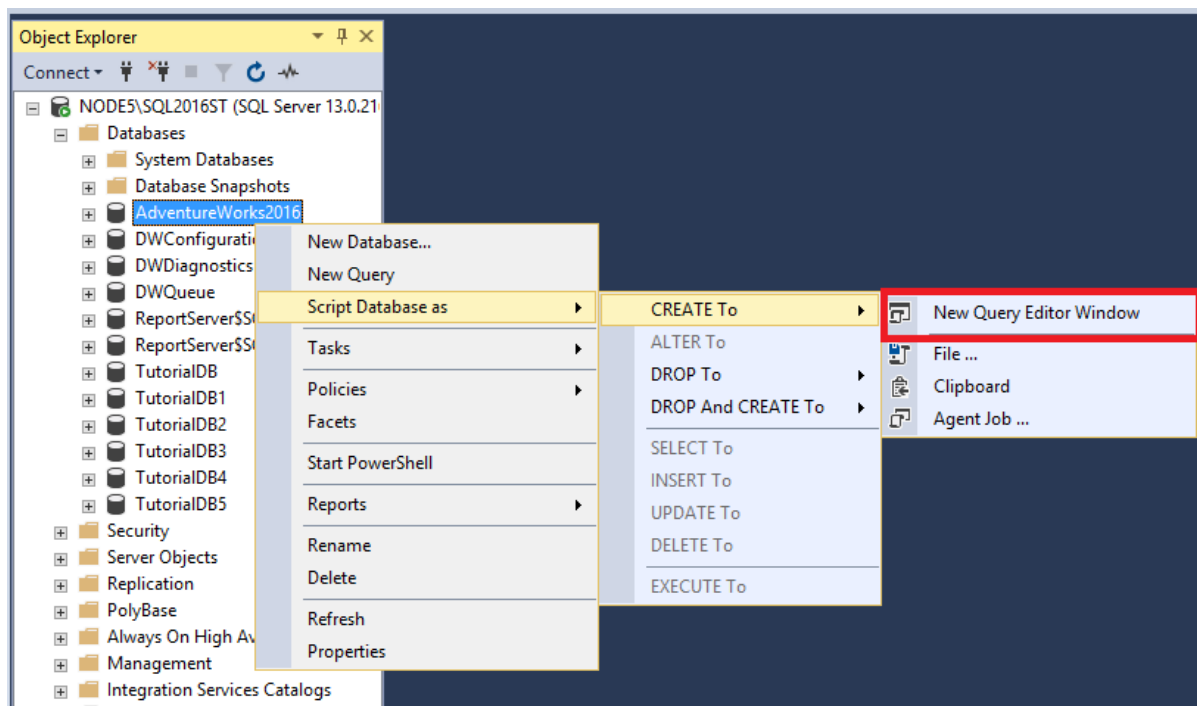 Object Explorer
Connect
NODE5\SQL2016ST (SQL Server 13.0.21
Databases
System Databases
Database Snapshots
AdventureWorks2016
DWConfigurati
DWDiagnostics
DWQueue
ReportServer$S
ReportServer$S
TutorialDB
TutorialDB1
TutorialDB2
TutorialDB3
TutorialDB4
TutorialDB5
Security
Server Objects
Replication
PolyBase
Always On High Av
Management
Integration Services Catalogs
New Database...
New Query
Script Database as
Tasks
Policies
Facets
Start PowerShell
Reports
Rename
Delete
Refresh
Properties
CREATE To
ALTER To
DROP To
DROP And CREATE To
SELECT To
INSERT To
UPDATE To
DELETE To
EXECUTE To
New Query Editor Window
File ...
Clipboard
Agent Job ...